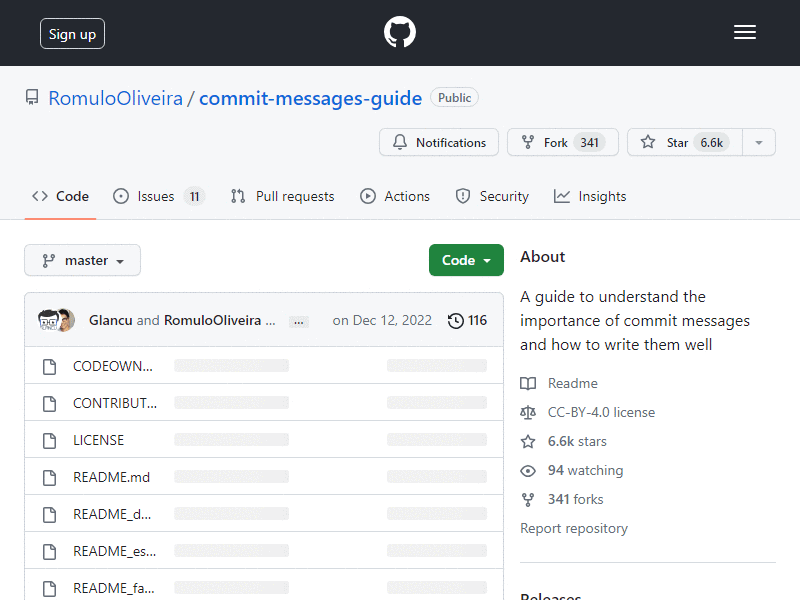 Sign up
RomuloOliveira / commit-messages-guide Public
Notifications Fork 341 Star 6.6k
Code Issues 11 Pull requests Actions Security Insights
master Code
Glancu and RomuloOliveira ... ... on Dec 12, 2022 116
CODEOWN...
CONTRIBUT...
LICENSE
README.md
README_d...
README_es...
README_fa...
About
A guide to understand the
importance of commit messages
and how to write them well
Readme
CC-BY-4.0 license
6.6k stars
94 watching
341 forks
Report repository
Releases